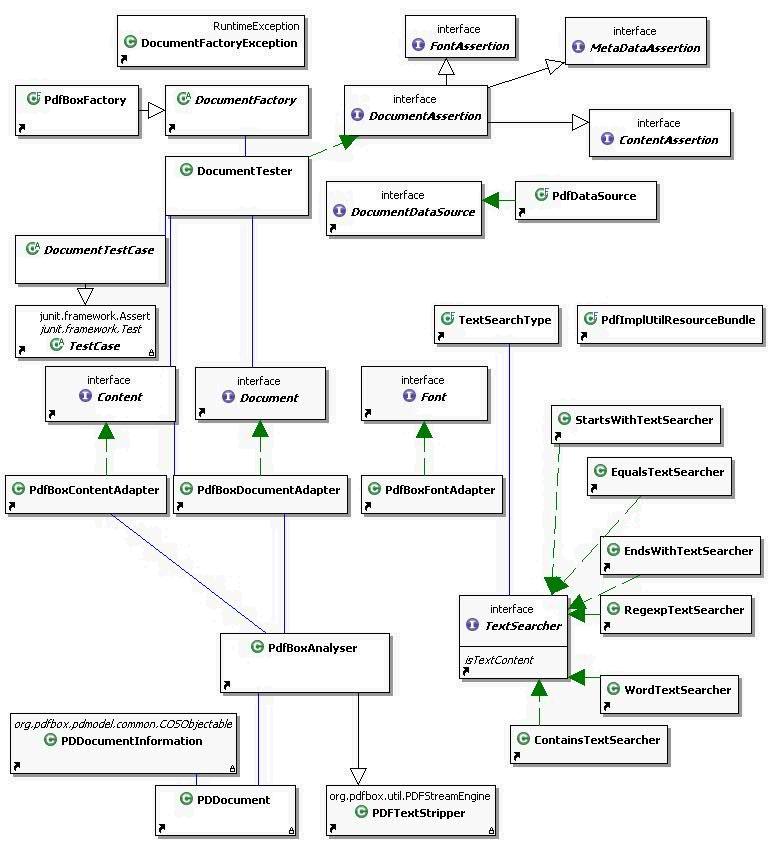 RuntimeException
DocumentFactoryException
interface
FontAssertion
interface
MetaDataAssertion
PdfBoxFactory
DocumentFactory
interface
DocumentAssertion
interface
ContentAssertion
DocumentTester
interface
DocumentDataSource
PdfDataSource
DocumentTestCase
junit.framework.Assert
junit.framework.Test
TestCase
TextSearchType
PdfImplUtilResourceBundle
interface
Content
interface
Document
interface
Font
StartsWithTextSearcher
EqualsTextSearcher
PdfBoxContentAdapter
PdfBoxDocumentAdapter
PdfBoxFontAdapter
EndsWithTextSearcher
interface
TextSearcher
isTextContent
RegexpTextSearcher
PdfBoxAnalyser
WordTextSearcher
org.pdfbox.pdmodel.common.COSObjectable
PDDocumentInformation
ContainsTextSearcher
PDDocument
org.pdfbox.util.PDFStreamEngine
PDFTextStripper